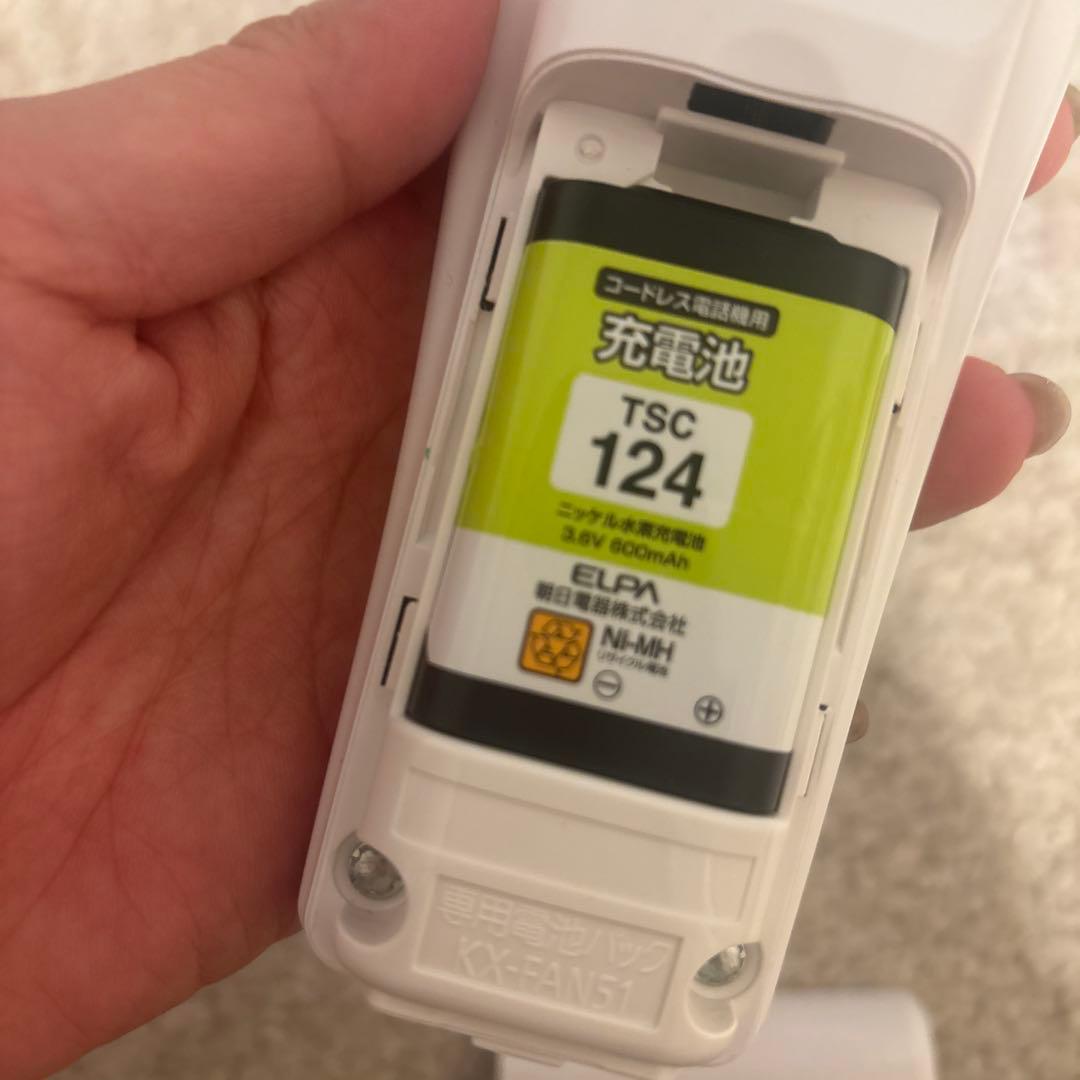 コードレス電話機用
充電池
TSC
124
ニッケル水素充電池
3.6V 600mAh
ELPA
朝日電器株式会社
Ni-MH
リサイクル協力
⊖
⊕
専用電池パック
KX-FAN51